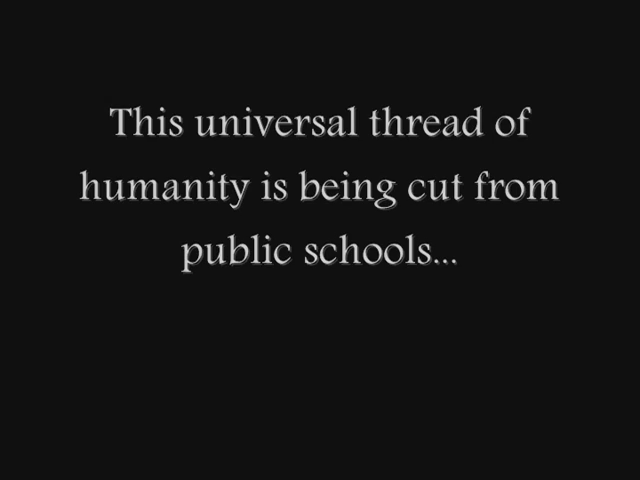 This universal thread of
humanity is being cut from
public schools...